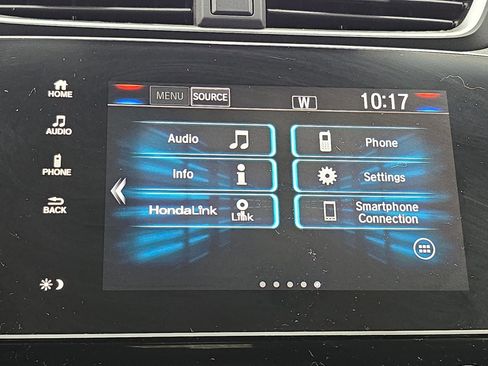 HOME
AUDIO
PHONE
BACK
MENU SOURCE
W
10:17
Audio
Phone
Info
Settings
HondaLink
Link
Smartphone
Connection